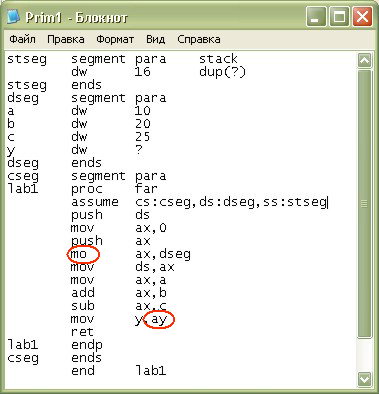 Prim1 - Блокнот
Файл Правка Формат Вид Справка
stseg segment para stack
dw 16 dup(?)
stseg ends
dseg segment para
a dw 10
b dw 20
c dw 25
y dw ?
dseg ends
cseg segment para
lab1 proc far
assume cs:cseg,ds:dseg,ss:stseg
push ds
mov ax,0
push ax
mo ax,dseg
mov ds,ax
mov ax,a
add ax,b
sub ax,c
mov y,ay
ret
lab1 endp
cseg ends
end lab1